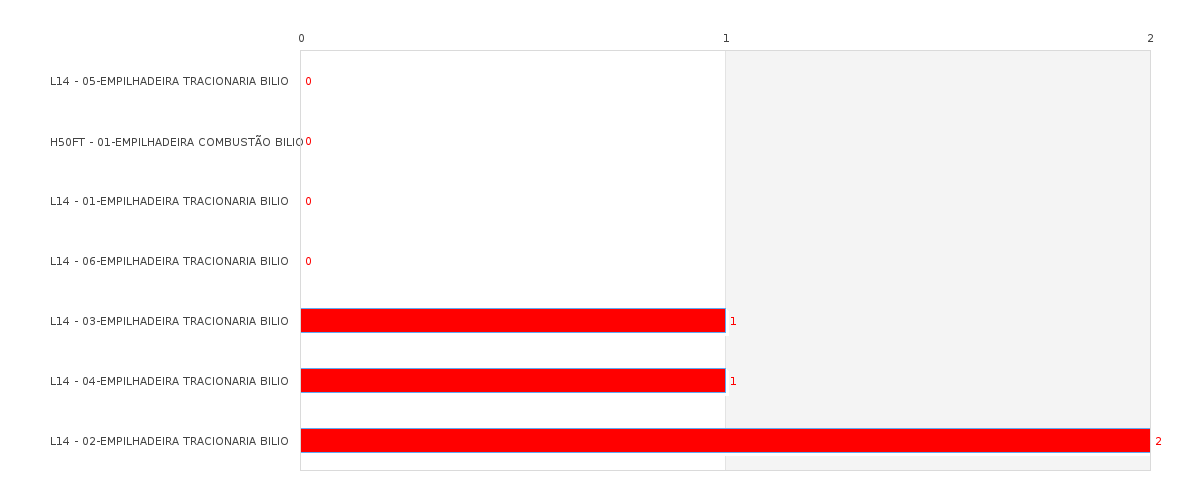 0 1 2
L14 - 05-EMPILHADEIRA TRACIONARIA BILIO 0
H50FT - 01-EMPILHADEIRA COMBUSTÃO BILIO 0
L14 - 01-EMPILHADEIRA TRACIONARIA BILIO 0
L14 - 06-EMPILHADEIRA TRACIONARIA BILIO 0
L14 - 03-EMPILHADEIRA TRACIONARIA BILIO 1
L14 - 04-EMPILHADEIRA TRACIONARIA BILIO 1
L14 - 02-EMPILHADEIRA TRACIONARIA BILIO 2